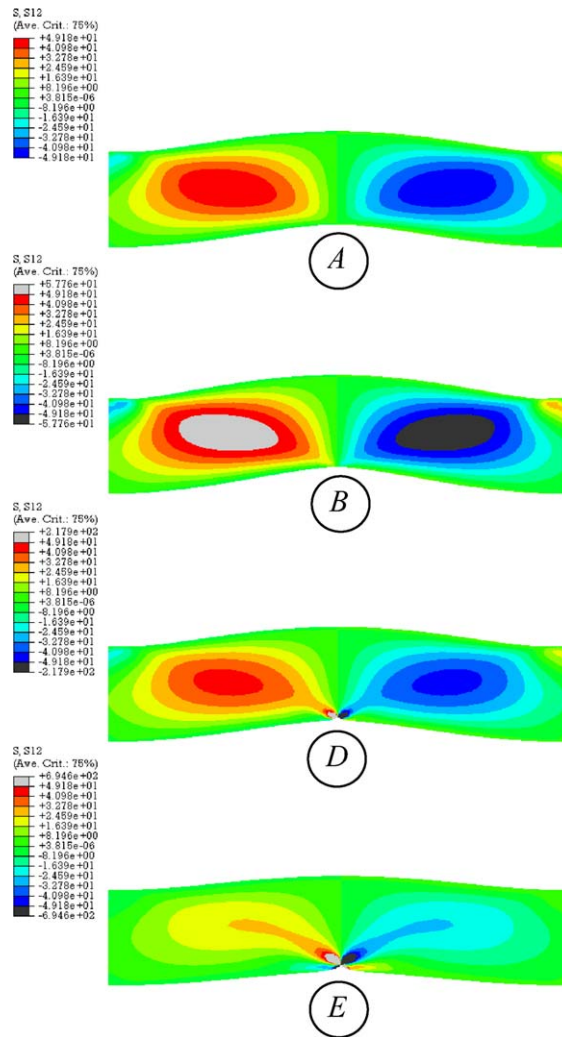 S, S12
(Ave. Crit.: 75%)
+4.918e+01
+4.098e+01
+3.278e+01
+2.459e+01
+1.639e+01
+8.196e+00
+3.815e-06
-8.196e+00
-1.639e+01
-2.459e+01
-3.278e+01
-4.098e+01
-4.918e+01
A
S, S12
(Ave. Crit.: 75%)
+5.776e+01
+4.918e+01
+4.098e+01
+3.278e+01
+2.459e+01
+1.639e+01
+8.196e+00
+3.815e-06
-8.196e+00
-1.639e+01
-2.459e+01
-3.278e+01
-4.098e+01
-4.918e+01
-5.776e+01
B
S, S12
(Ave. Crit.: 75%)
+2.179e+02
+4.918e+01
+4.098e+01
+3.278e+01
+2.459e+01
+1.639e+01
+8.196e+00
+3.815e-06
-8.196e+00
-1.639e+01
-2.459e+01
-3.278e+01
-4.098e+01
-4.918e+01
-2.179e+02
D
S, S12
(Ave. Crit.: 75%)
+6.946e+02
+4.918e+01
+4.098e+01
+3.278e+01
+2.459e+01
+1.639e+01
+8.196e+00
+3.815e-06
-8.196e+00
-1.639e+01
-2.459e+01
-3.278e+01
-4.098e+01
-4.918e+01
-6.946e+02
E